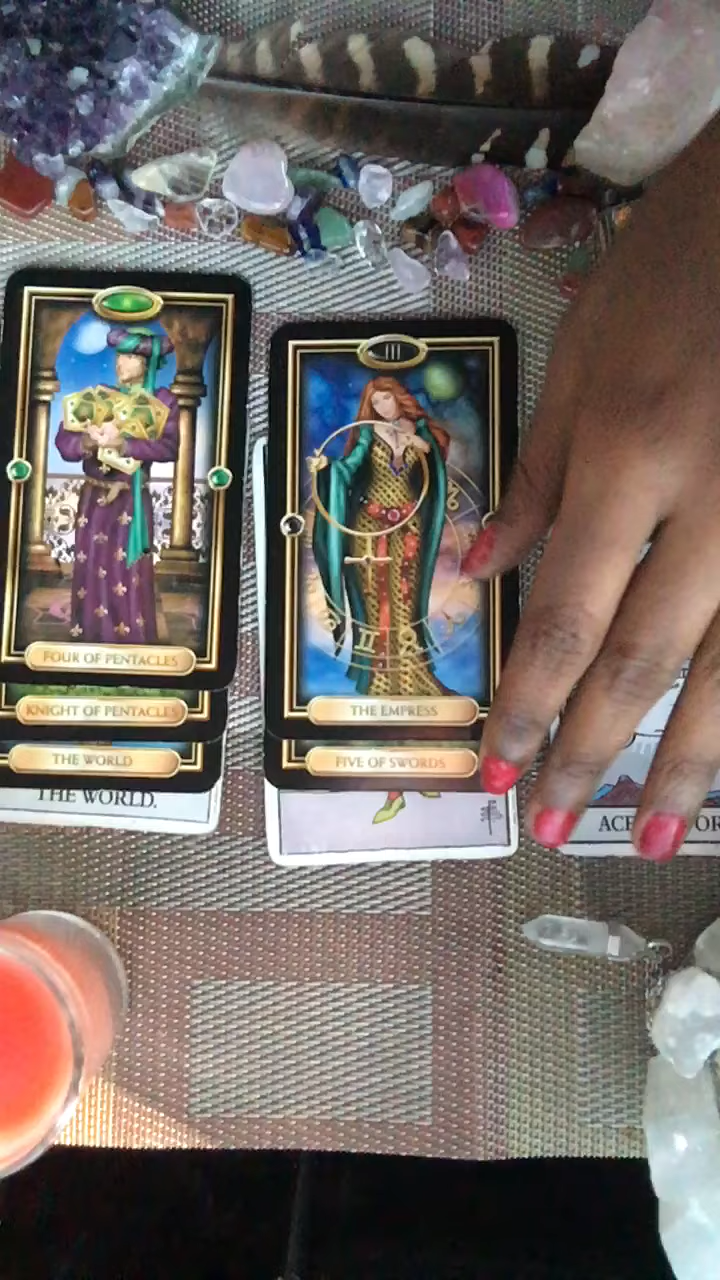 FOUR OF PENTACLES
KNIGHT OF PENTACLES
THE WORLD
THE WORLD.
III
THE EMPRESS
FIVE OF SWORDS